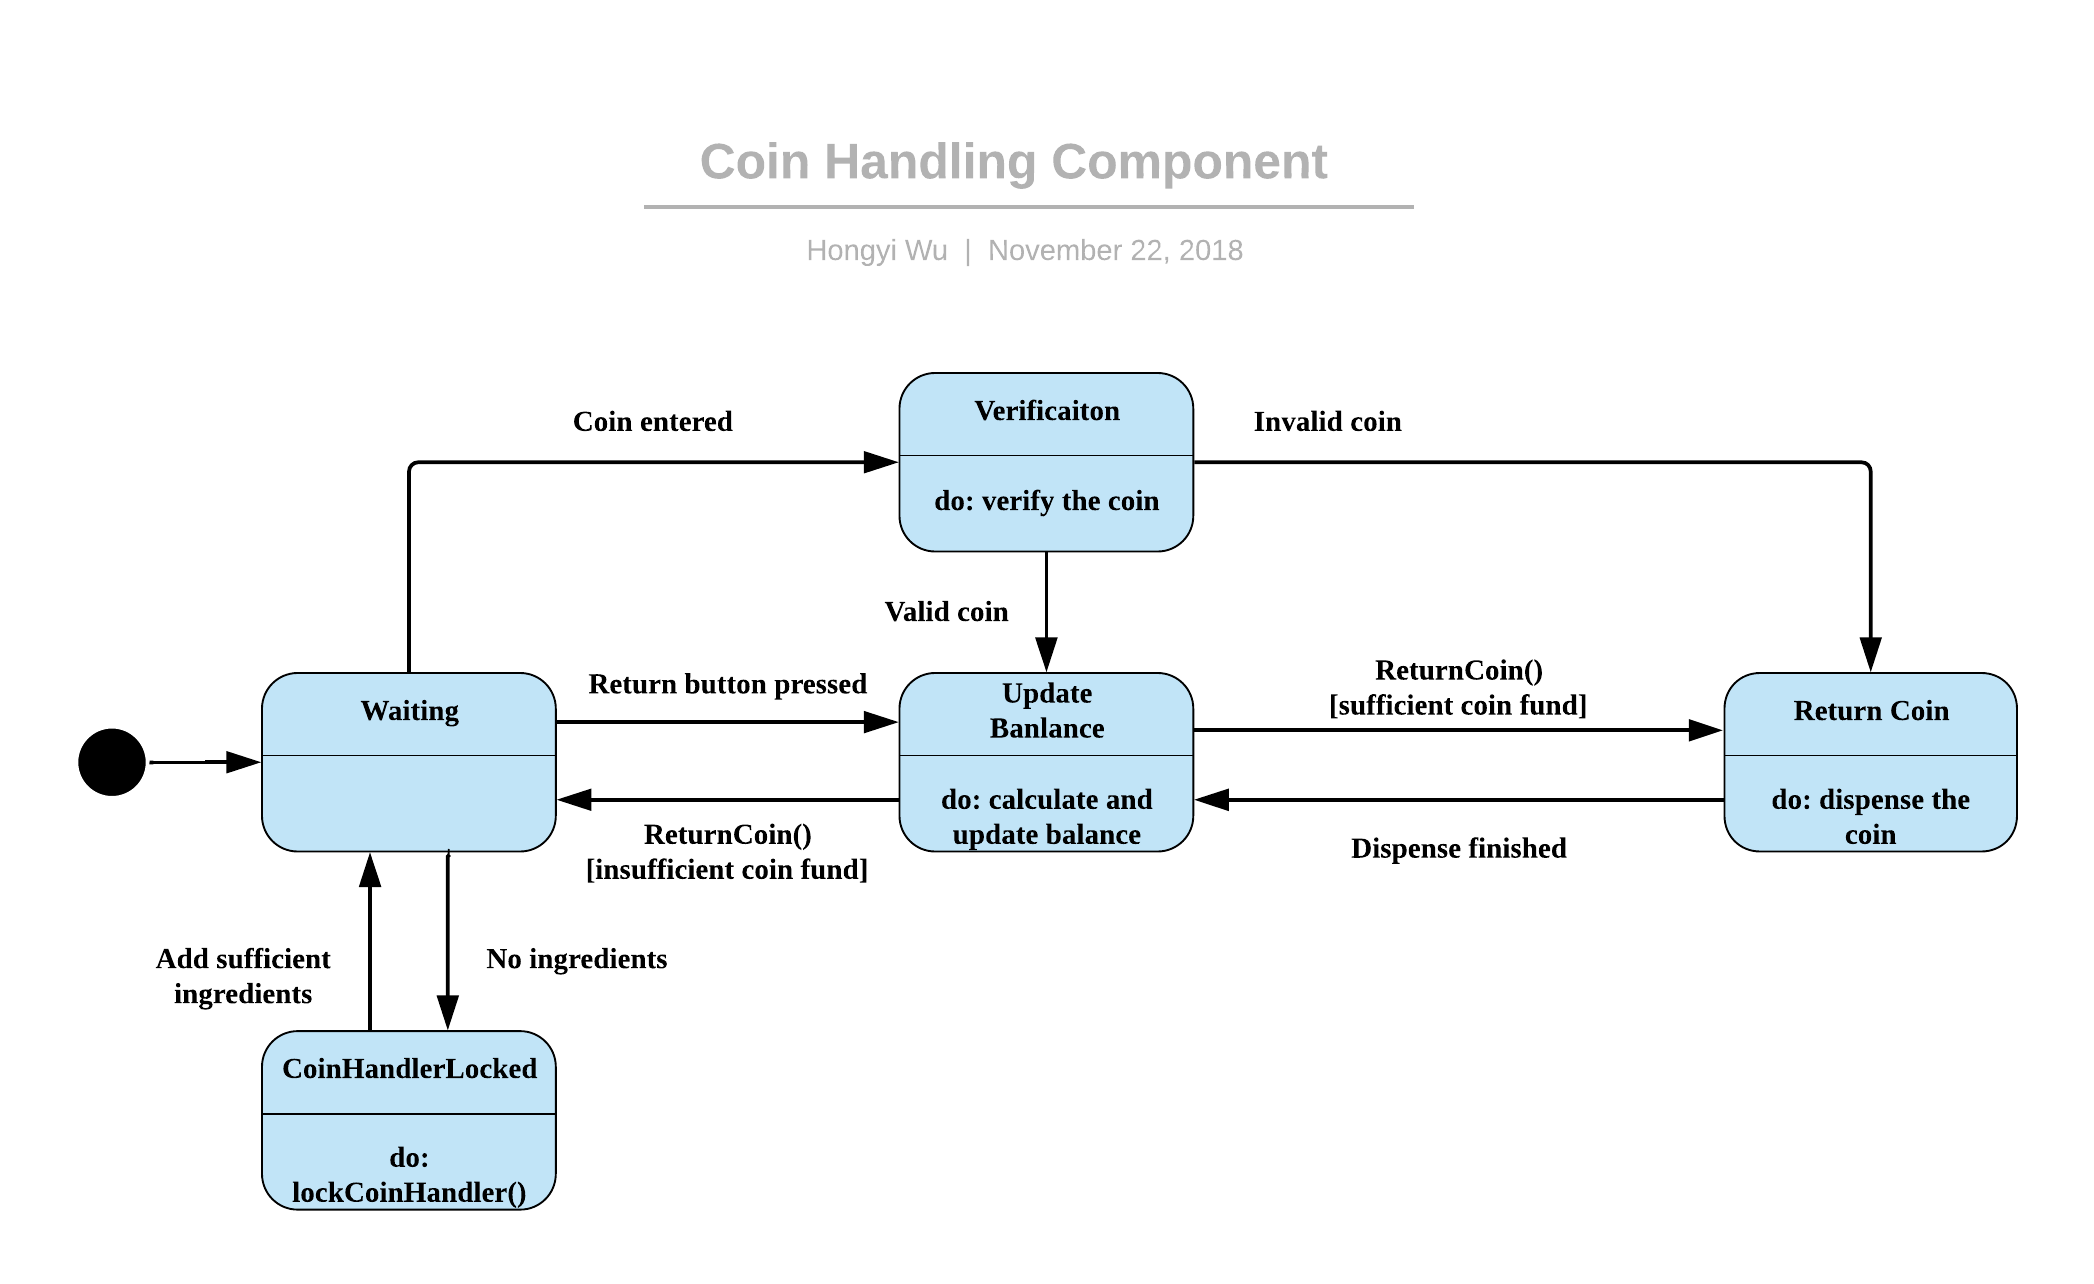 Coin Handling Component
Hongyi Wu | November 22, 2018
Coin entered
Verificaiton
do: verify the coin
Invalid coin
Valid coin
Waiting
Return button pressed
Update
Banlance
do: calculate and
update balance
ReturnCoin()
[sufficient coin fund]
Return Coin
do: dispense the
coin
ReturnCoin()
[insufficient coin fund]
Dispense finished
Add sufficient
ingredients
No ingredients
CoinHandlerLocked
do:
lockCoinHandler()